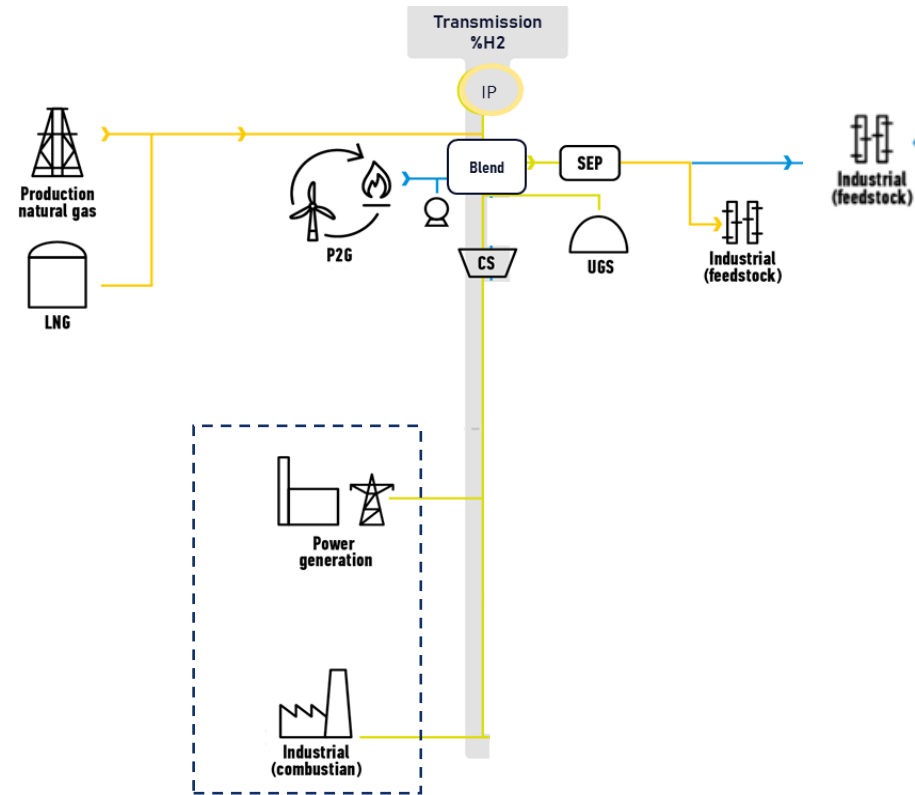 Transmission
%H2
IP
Production
natural gas
LNG
P2G
Blend
SEP
CS
UGS
Industrial
(feedstock)
Industrial
(feedstock)
Power
generation
Industrial
(combustian)